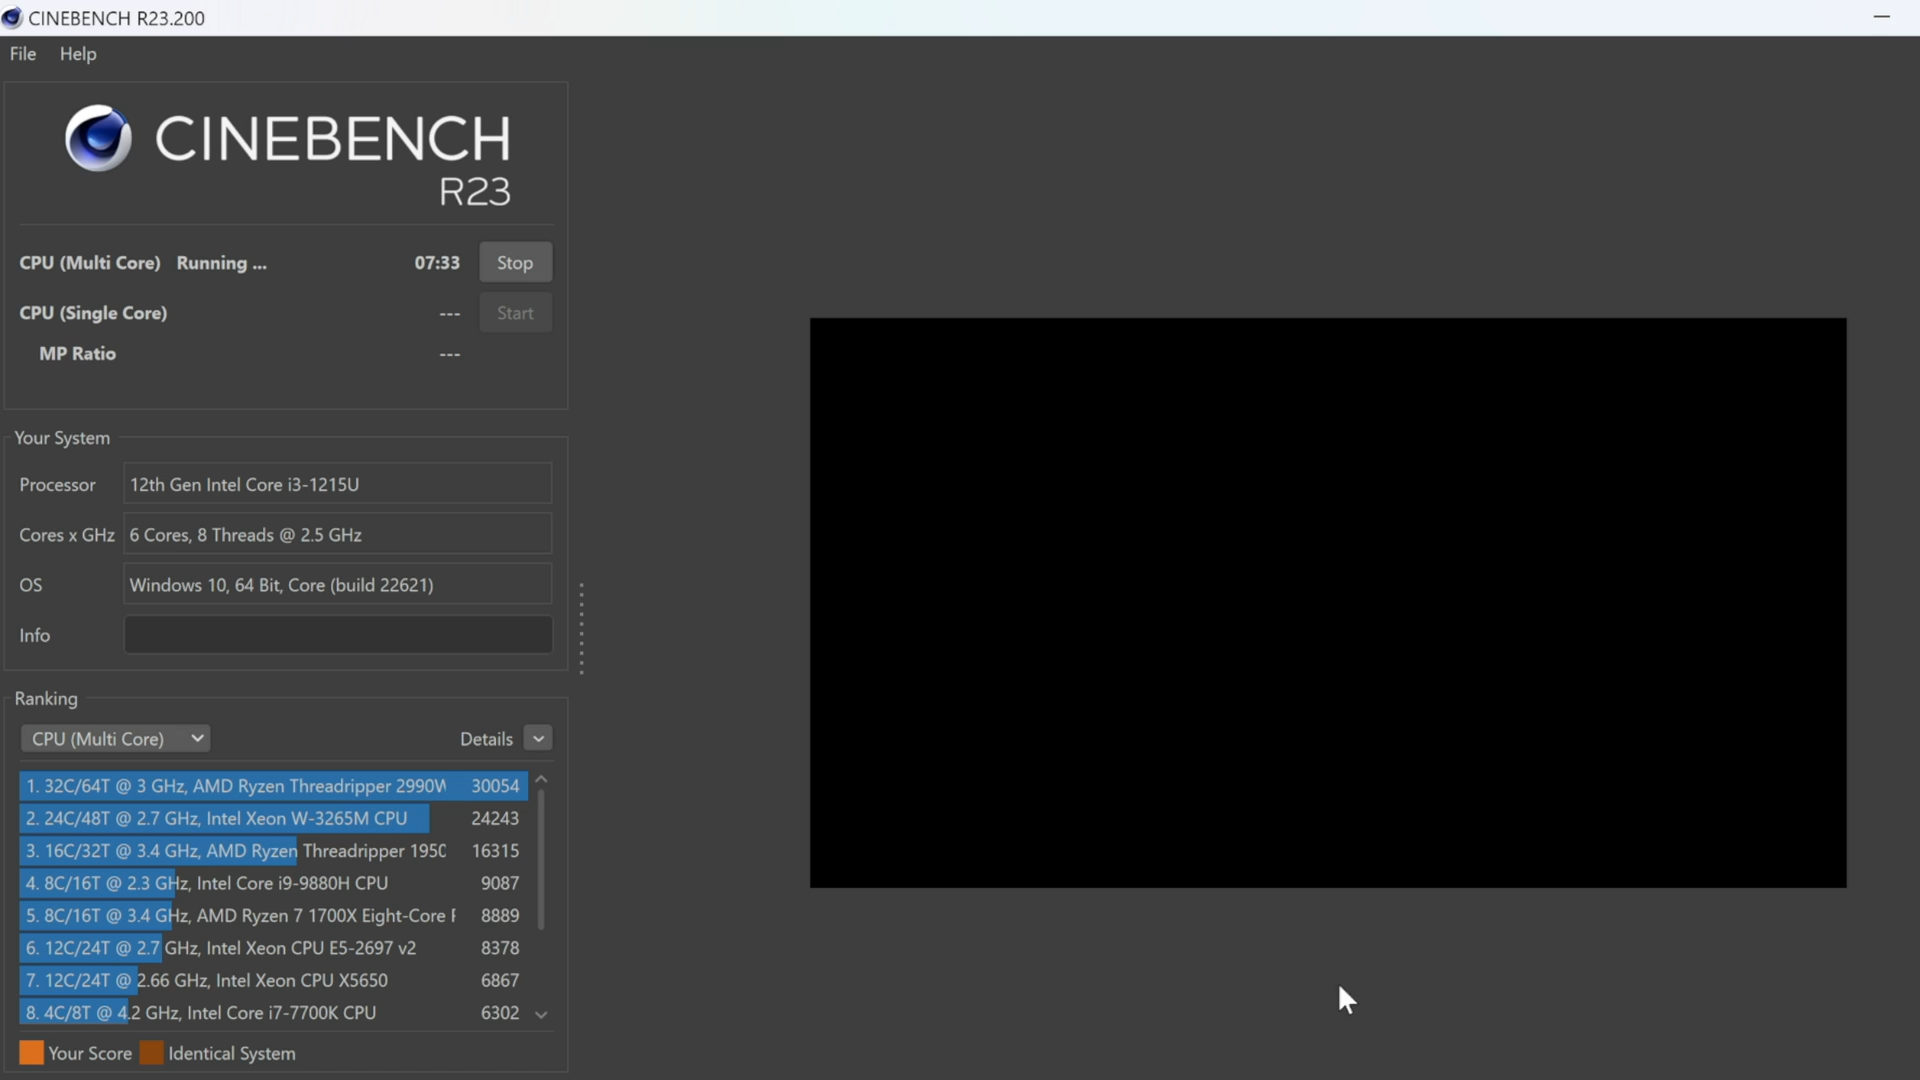 CINEBENCH R23.200
File Help
CINEBENCH
R23
CPU (Multi Core) Running ... 07:33 Stop
CPU (Single Core) --- Start
MP Ratio ---
Your System
Processor 12th Gen Intel Core i3-1215U
Cores x GHz 6 Cores, 8 Threads @ 2.5 GHz
OS Windows 10, 64 Bit, Core (build 22621)
Info
Ranking
CPU (Multi Core) Details
1. 32C/64T @ 3 GHz, AMD Ryzen Threadripper 2990W 30054
2. 24C/48T @ 2.7 GHz, Intel Xeon W-3265M CPU 24243
3. 16C/32T @ 3.4 GHz, AMD Ryzen Threadripper 1950 16315
4. 8C/16T @ 2.3 GHz, Intel Core i9-9880H CPU 9087
5. 8C/16T @ 3.4 GHz, AMD Ryzen 7 1700X Eight-Core 8889
6. 12C/24T @ 2.7 GHz, Intel Xeon CPU E5-2697 v2 8378
7. 12C/24T @ 2.66 GHz, Intel Xeon CPU X5650 6867
8. 4C/8T @ 4.2 GHz, Intel Core i7-7700K CPU 6302
Your Score Identical System